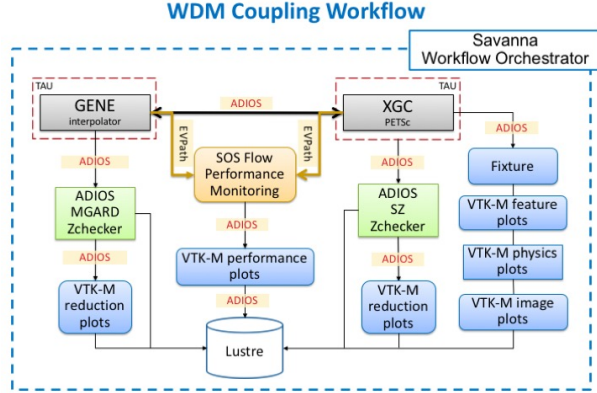 WDM Coupling Workflow
Savanna
Workflow Orchestrator
TAU
GENE
interpolator
ADIOS
TAU
XGC
PETSc
EVPath
EVPath
ADIOS
SOS Flow
Performance
Monitoring
ADIOS
ADIOS
Fixture
ADIOS
MGARD
Zchecker
ADIOS
SZ
Zchecker
VTK-M feature
plots
ADIOS
ADIOS
VTK-M performance
plots
ADIOS
VTK-M physics
plots
VTK-M
reduction
plots
ADIOS
VTK-M
reduction
plots
VTK-M image
plots
Lustre